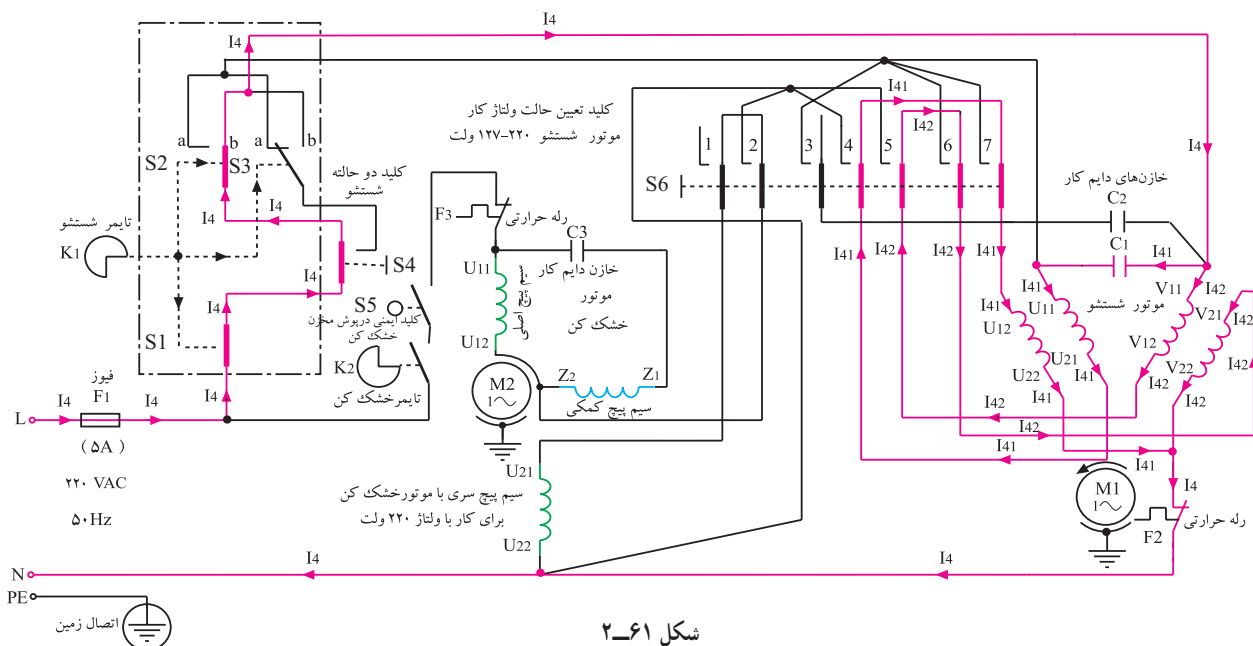 I4
I4
I4
a
b
a
b
S2
S3
کلید دو حالته
شستشو
تایمر شستشو
K1
I4
I4
I4
S4
I4
S1
کلید تعیین حالت ولتاژ کار
موتور شستشو ۲۲۰–۱۲۷ ولت
1
2
3
4
5
6
7
I41
I42
S6
I4
خازن‌های دایم کار
C2
C1
I41
I42
I41
I42
F3
رله حرارتی
C3
خازن دایم کار
موتور
خشک کن
U11
سیم پیچ اصلی
U12
S5
کلید ایمنی درپوش مخزن
خشک کن
K2
تایمرخشک کن
M2
1
Z2
Z1
سیم پیچ کمکی
موتور شستشو
I41
I41
U11
U12
U21
U22
I41
I41
V11
I42
V21
I42
V12
V22
I42
I42
I42
فیوز
F1
L
I4
I4
I4
(۵A)
۲۲۰ VAC
۵۰Hz
I42
I42
I41
I41
U21
سیم پیچ سری با موتورخشک کن
برای کار با ولتاژ ۲۲۰ ولت
U22
M1
1
I4
رله حرارتی
F2
N
I4
I4
PE
اتصال زمین
شکل ۶۱–۲